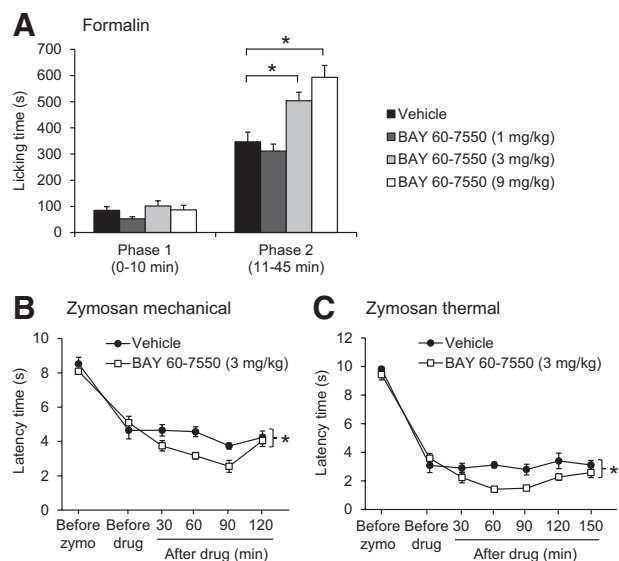 A Formalin
700
600
500
400
300
200
100
0
Licking time (s)
*
*
Phase 1
(0-10 min)
Phase 2
(11-45 min)
Vehicle
BAY 60-7550 (1 mg/kg)
BAY 60-7550 (3 mg/kg)
BAY 60-7550 (9 mg/kg)
B Zymosan mechanical
Vehicle
BAY 60-7550 (3 mg/kg)
10
8
6
4
2
0
Latency time (s)
*
Before
zymo
Before
drug
30 60 90 120
After drug (min)
C Zymosan thermal
Vehicle
BAY 60-7550 (3 mg/kg)
12
10
8
6
4
2
0
Latency time (s)
*
Before
zymo
Before
drug
30 60 90 120 150
After drug (min)